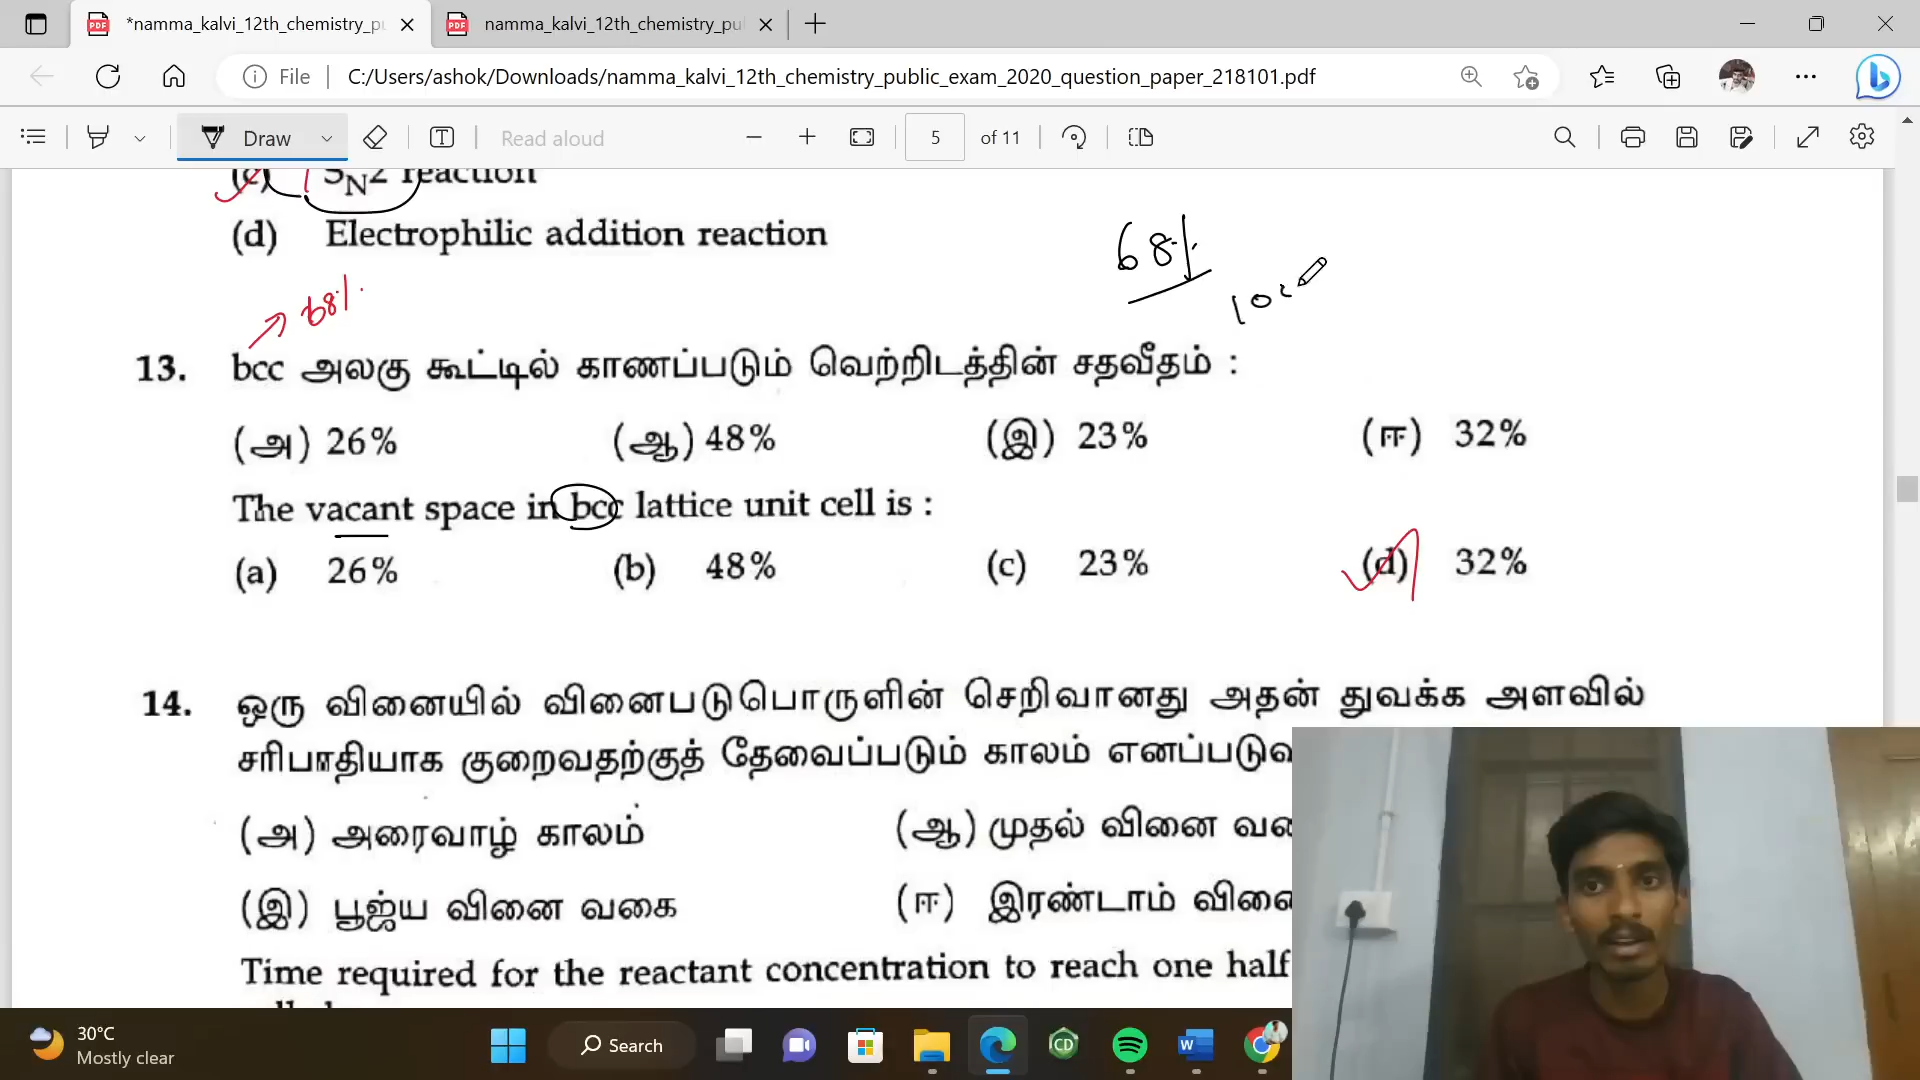 *namma_kalvi_12th_chemistry_pu
namma_kalvi_12th_chemistry_pu
File C:/Users/ashok/Downloads/namma_kalvi_12th_chemistry_public_exam_2020_question_paper_218101.pdf
Draw Read aloud 5 of 11
(c) SN2 reaction
(d) Electrophilic addition reaction
68%
100
68%
13. bcc அலகு கூட்டில் காணப்படும் வெற்றிடத்தின் சதவீதம் :
(அ) 26% (ஆ) 48% (இ) 23% (ஈ) 32%
The vacant space in bcc lattice unit cell is :
(a) 26% (b) 48% (c) 23% (d) 32%
14. ஒரு வினையில் வினைபடுபொருளின் செறிவானது அதன் துவக்க அளவில்
சரிபாதியாக குறைவதற்குத் தேவைப்படும் காலம் எனப்படுவ
(அ) அரைவாழ் காலம் (ஆ) முதல் வினை வகை
(இ) பூஜ்ய வினை வகை (ஈ) இரண்டாம் வினை
Time required for the reactant concentration to reach one half
30°C
Mostly clear
Search
CD
W